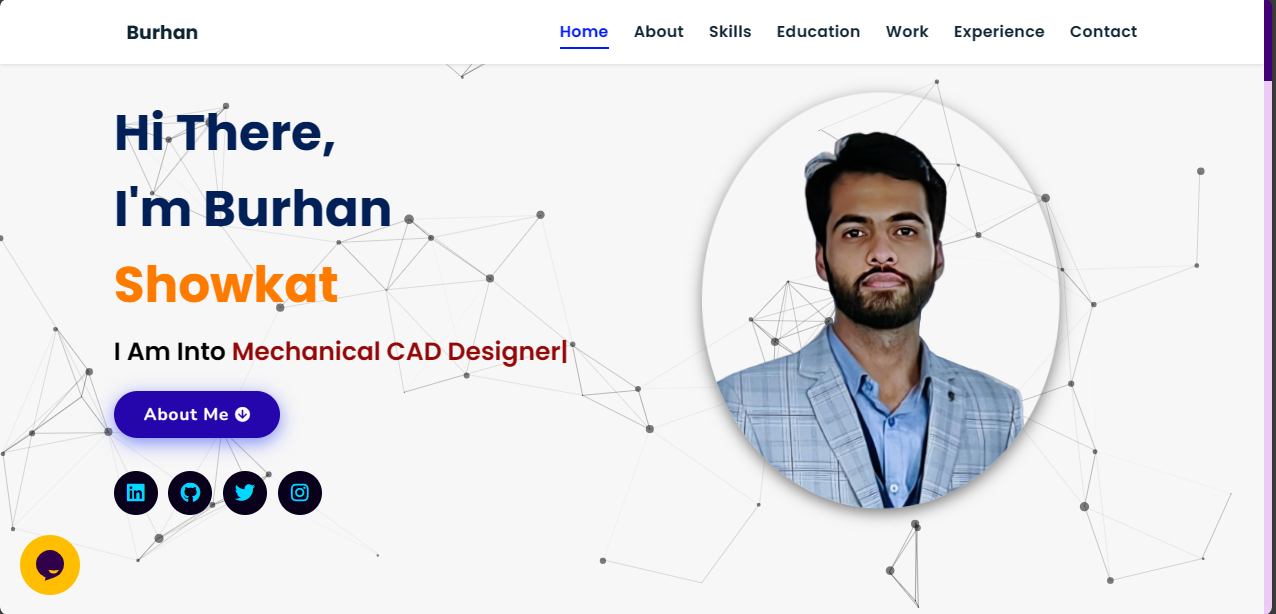 Burhan
Home About Skills Education Work Experience Contact
Hi There,
I'm Burhan
Showkat
I Am Into Mechanical CAD Designer|
About Me